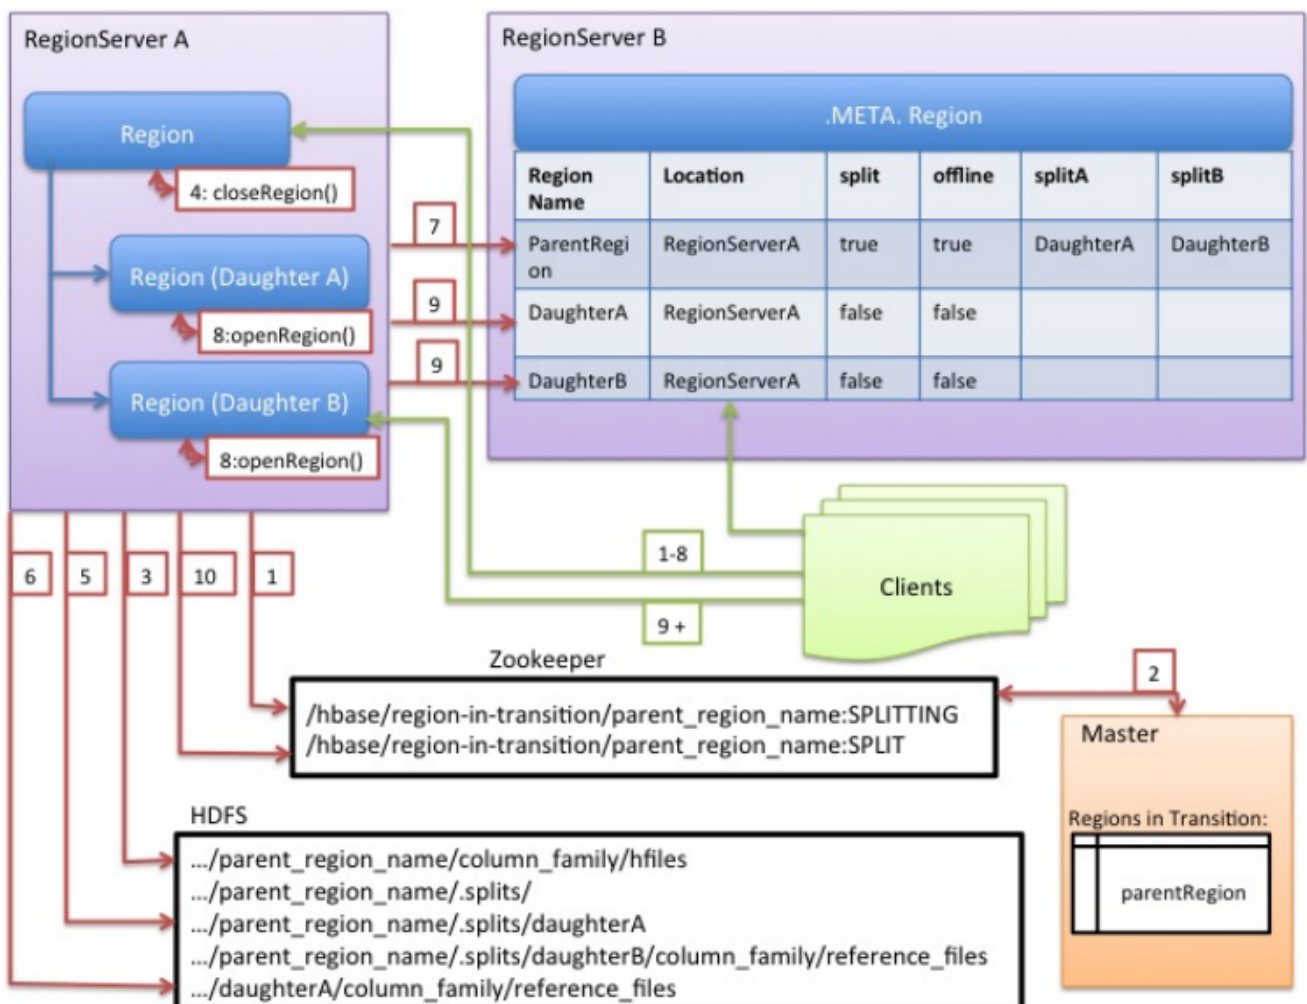 RegionServer A
Region
4: closeRegion()
Region (Daughter A)
8:openRegion()
Region (Daughter B)
8:openRegion()
7
9
9
RegionServer B
.META. Region
Region Name Location split offline splitA splitB
ParentRegi
on RegionServerA true true DaughterA DaughterB
DaughterA RegionServerA false false
DaughterB RegionServerA false false
6 5 3 10 1
1-8
9 +
Clients
2
Zookeeper
/hbase/region-in-transition/parent_region_name:SPLITTING
/hbase/region-in-transition/parent_region_name:SPLIT
Master
Regions in Transition:
parentRegion
HDFS
.../parent_region_name/column_family/hfiles
.../parent_region_name/.splits/
.../parent_region_name/.splits/daughterA
.../parent_region_name/.splits/daughterB/column_family/reference_files
.../daughterA/column_family/reference_files